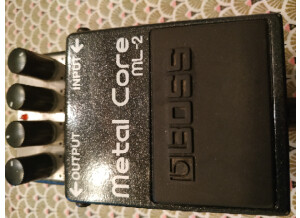 INPUT
OUTPUT
Metal Core
ML-2
BOSS